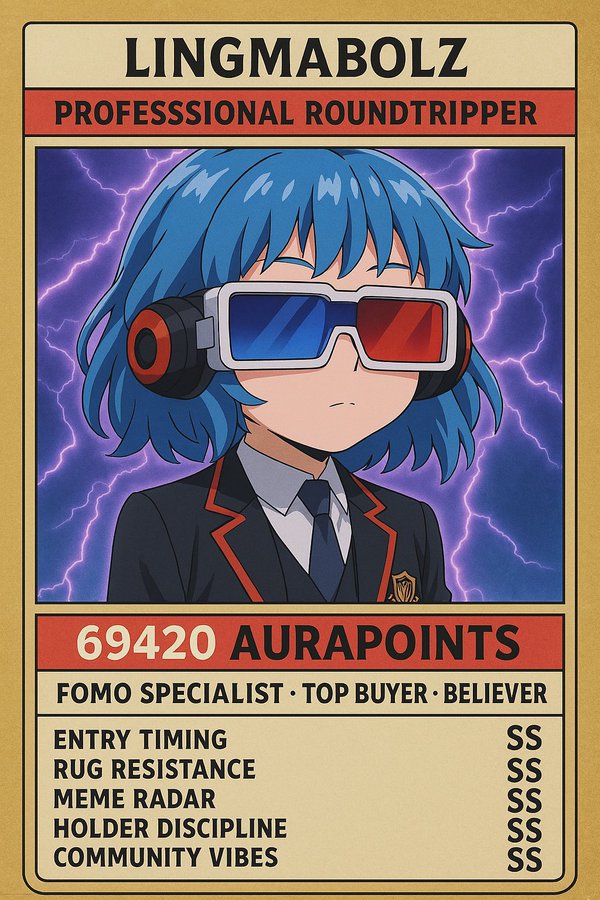 LINGMABOLZ
PROFESSSIONAL ROUNDTRIPPER
69420 AURAPOINTS
FOMO SPECIALIST · TOP BUYER · BELIEVER
ENTRY TIMING SS
RUG RESISTANCE SS
MEME RADAR SS
HOLDER DISCIPLINE SS
COMMUNITY VIBES SS